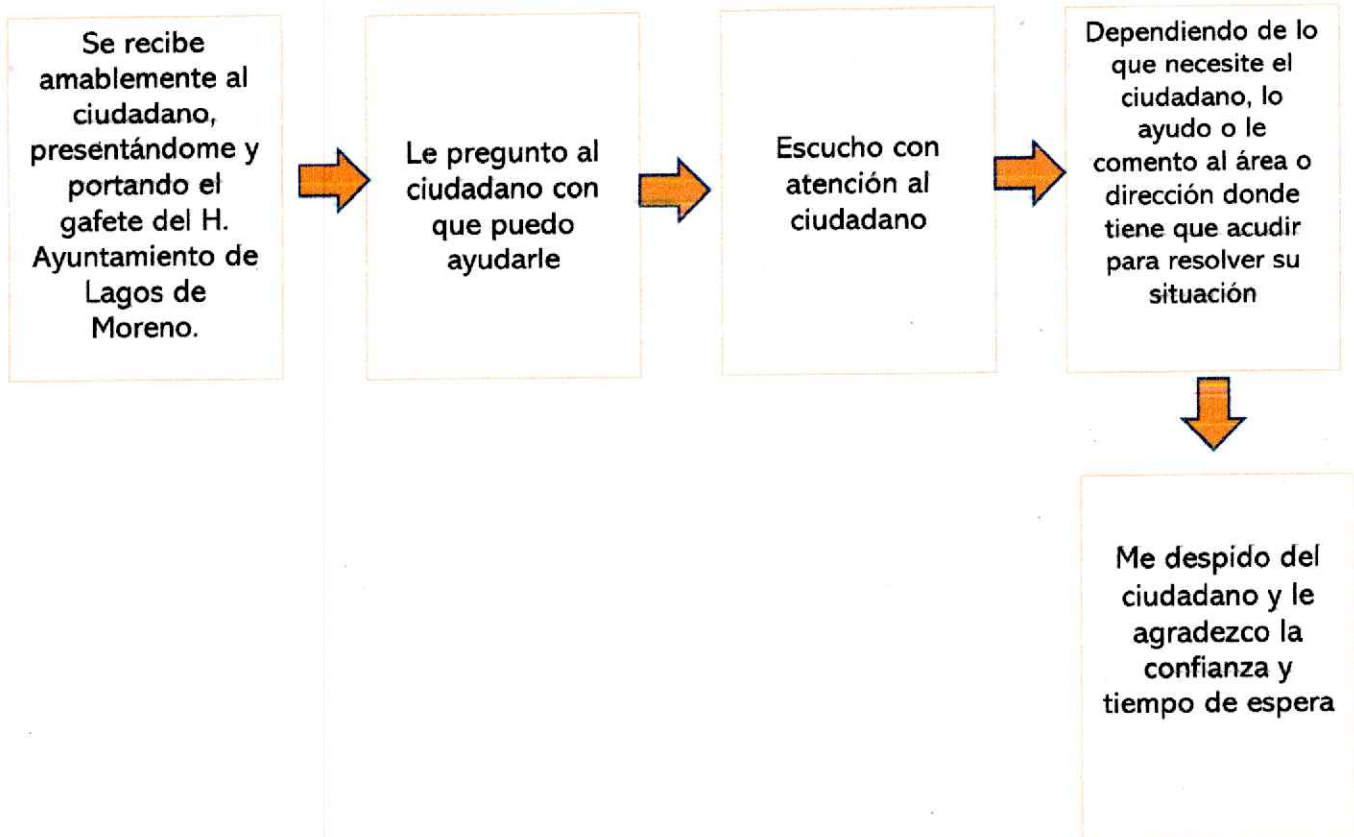 Se recibe
amablemente al
ciudadano,
presentándome y
portando el
gafete del H.
Ayuntamiento de
Lagos de
Moreno.
Le pregunto al
ciudadano con
que puedo
ayudarle
Escucho con
atención al
ciudadano
Dependiendo de lo
que necesite el
ciudadano, lo
ayudo o le
comento al área o
dirección donde
tiene que acudir
para resolver su
situación
Me despido del
ciudadano y le
agradezco la
confianza y
tiempo de espera